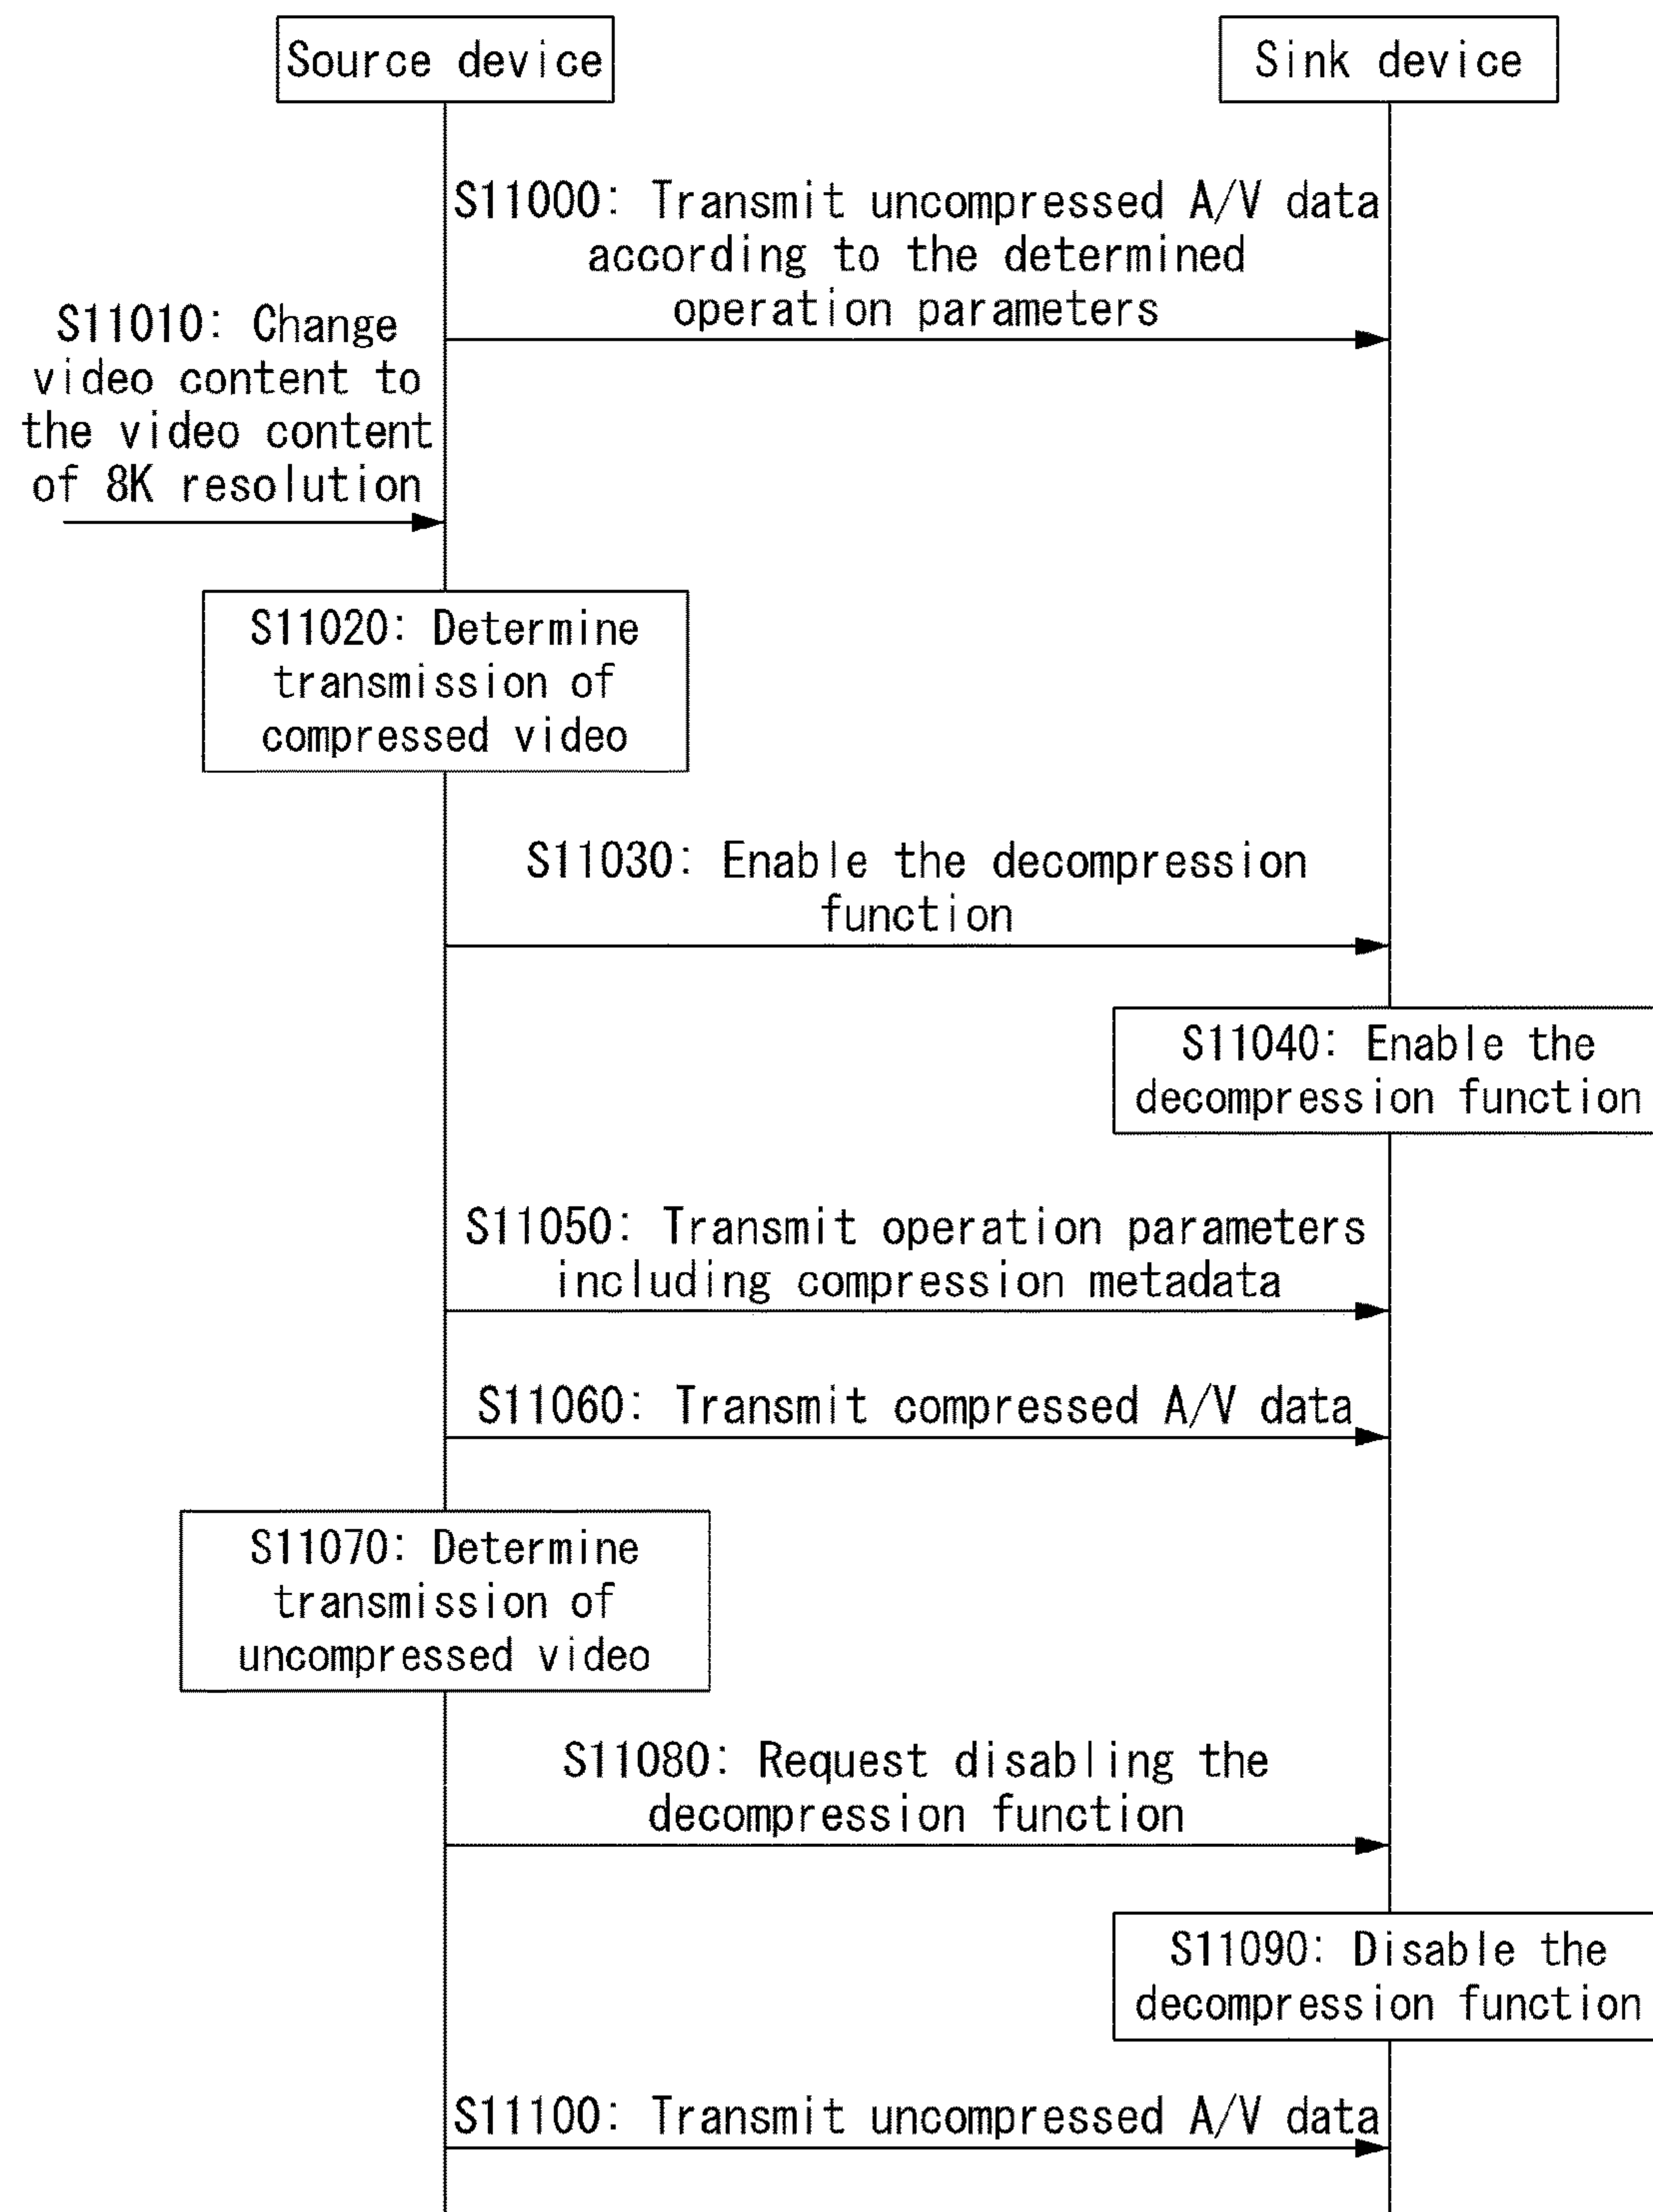 Source device
Sink device
S11000: Transmit uncompressed A/V data
according to the determined
operation parameters
S11010: Change
video content to
the video content
of 8K resolution
S11020: Determine
transmission of
compressed video
S11030: Enable the decompression
function
S11040: Enable the
decompression function
S11050: Transmit operation parameters
including compression metadata
S11060: Transmit compressed A/V data
S11070: Determine
transmission of
uncompressed video
S11080: Request disabling the
decompression function
S11090: Disable the
decompression function
S11100: Transmit uncompressed A/V data